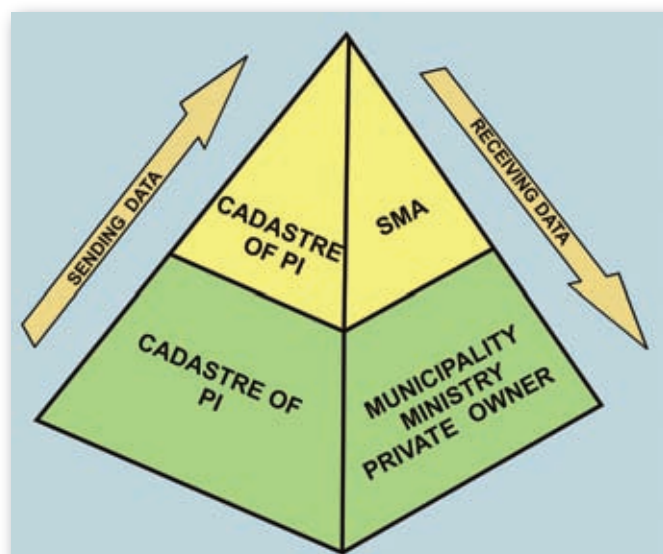 SENDING DATA
RECEIVING DATA
CADASTRE
OF PI
SMA
CADASTRE OF
PI
MUNICIPALITY
MINISTRY
PRIVATE OWNER